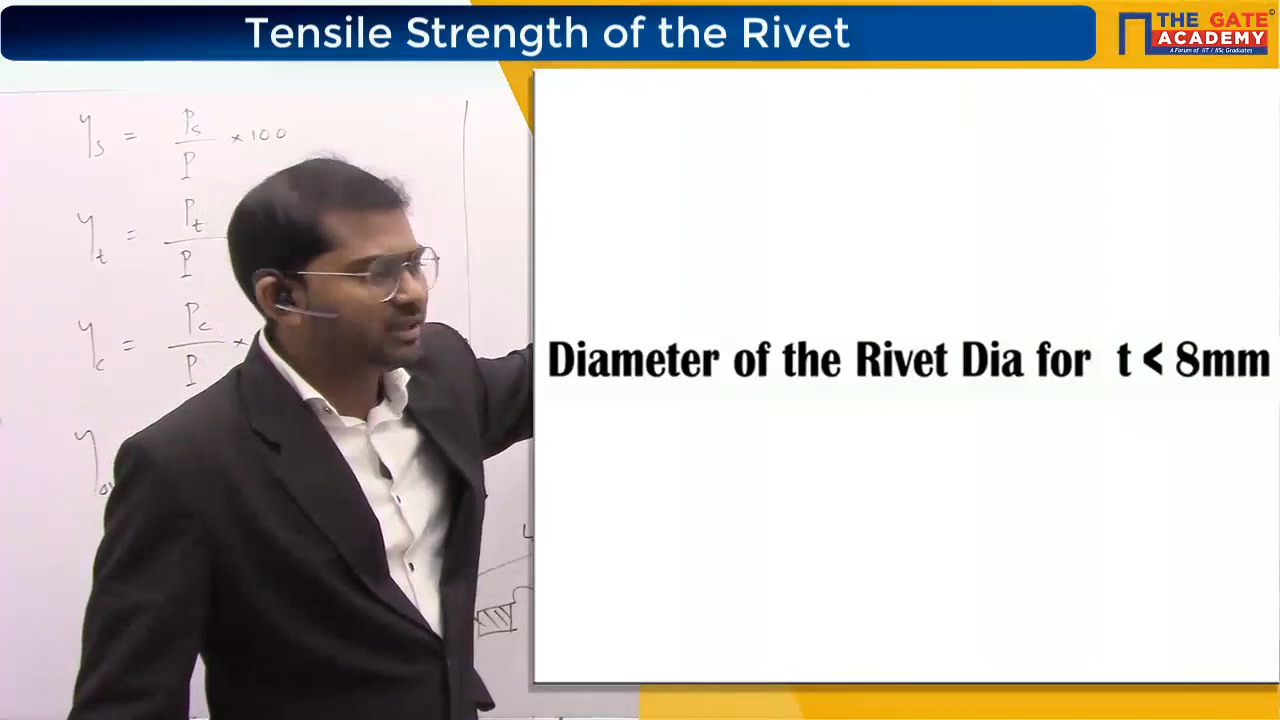 Tensile Strength of the Rivet
THE GATE
ACADEMY
A Forum of IIT / IISc Graduates
ηs = Ps/P × 100
ηt = Pt/P
ηc = Pc/P ×
η
Diameter of the Rivet Dia for t < 8mm